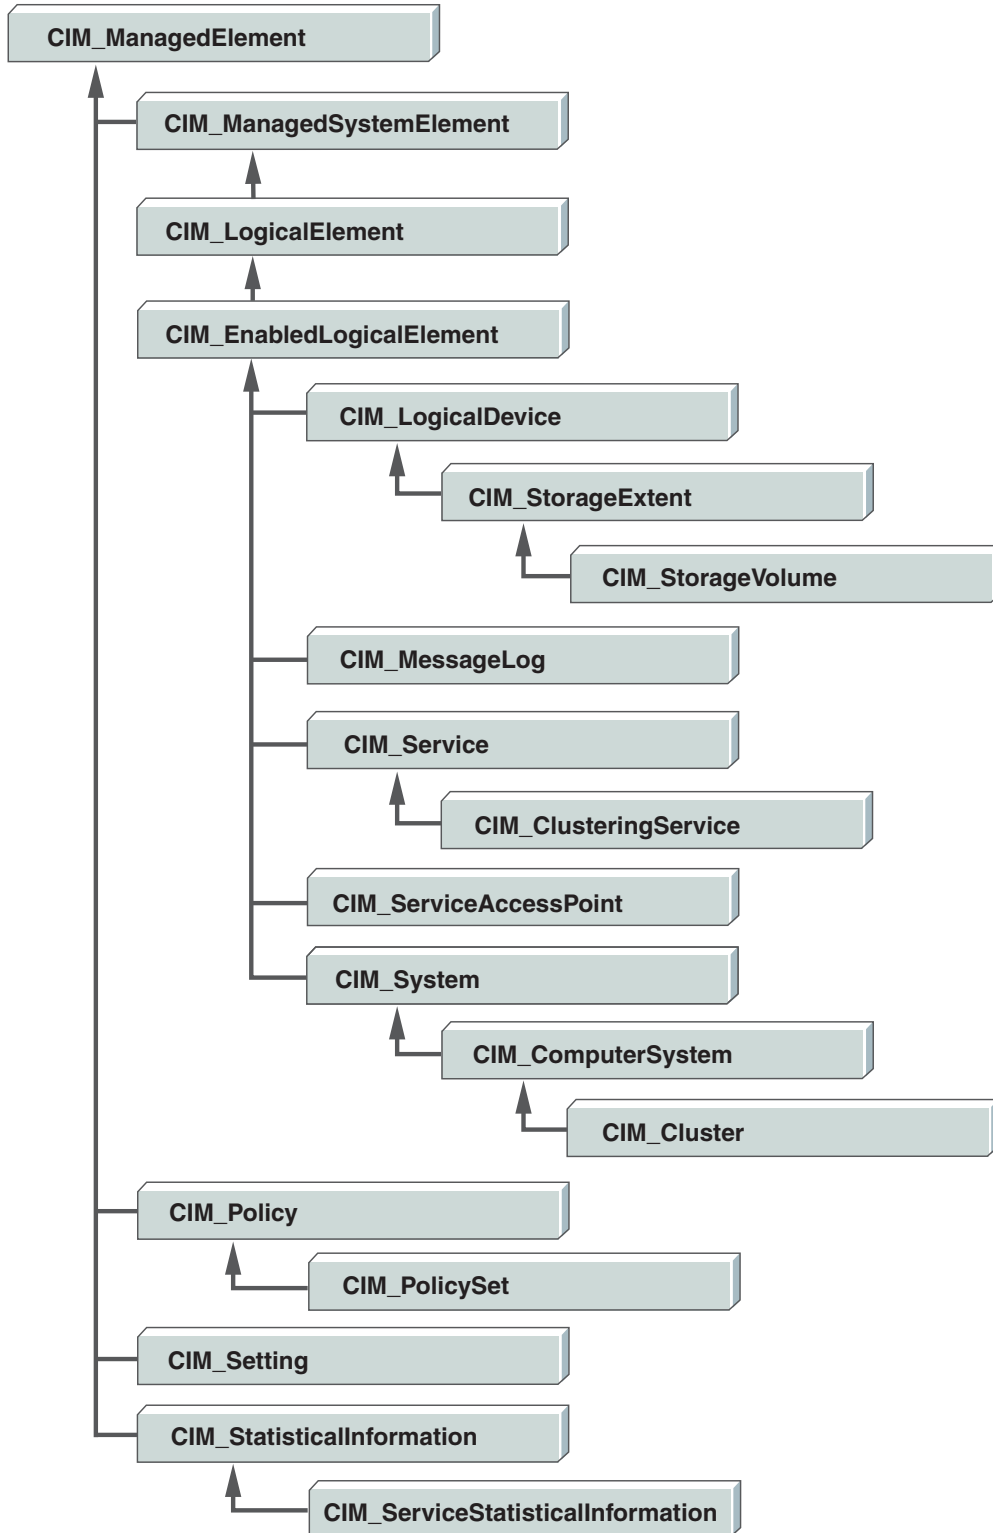 CIM_ManagedElement
CIM_ManagedSystemElement
CIM_LogicalElement
CIM_EnabledLogicalElement
CIM_LogicalDevice
CIM_StorageExtent
CIM_StorageVolume
CIM_MessageLog
CIM_Service
CIM_ClusteringService
CIM_ServiceAccessPoint
CIM_System
CIM_ComputerSystem
CIM_Cluster
CIM_Policy
CIM_PolicySet
CIM_Setting
CIM_StatisticalInformation
CIM_ServiceStatisticalInformation